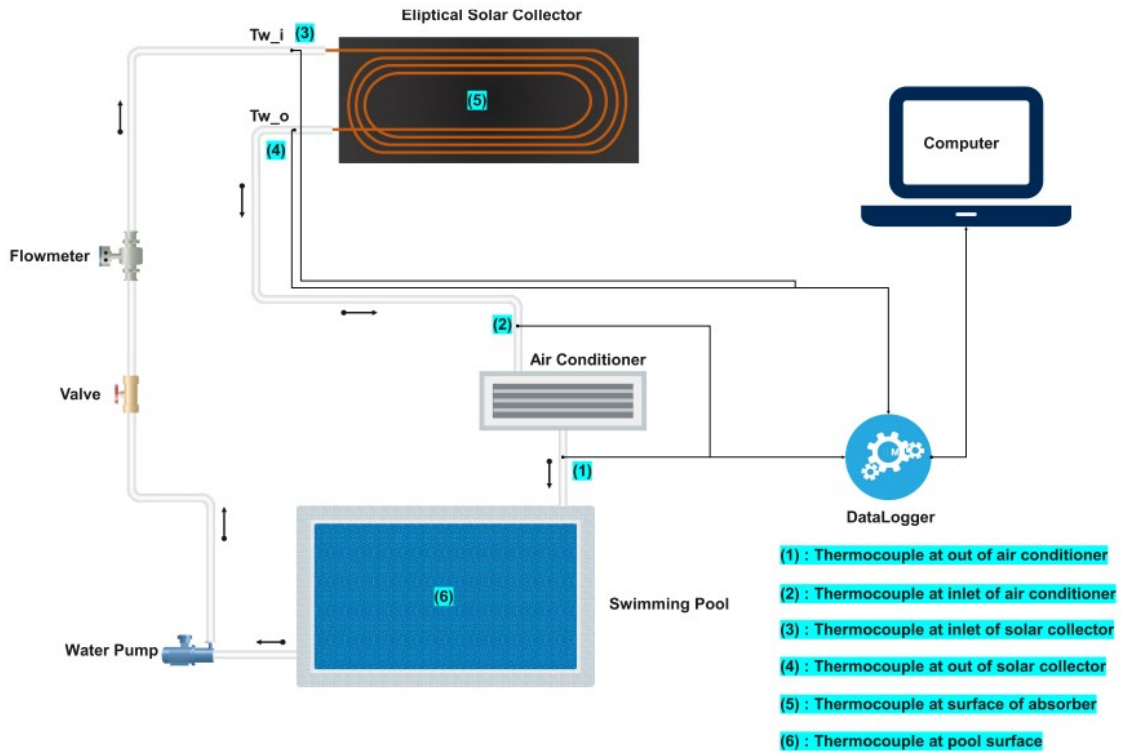 Eliptical Solar Collector
Tw_i (3)
(5)
Tw_o
(4)
Computer
Flowmeter
(2)
Air Conditioner
Valve
M
(1)
DataLogger
(1) : Thermocouple at out of air conditioner
(2) : Thermocouple at inlet of air conditioner
(6)
Swimming Pool
(3) : Thermocouple at inlet of solar collector
Water Pump
(4) : Thermocouple at out of solar collector
(5) : Thermocouple at surface of absorber
(6) : Thermocouple at pool surface